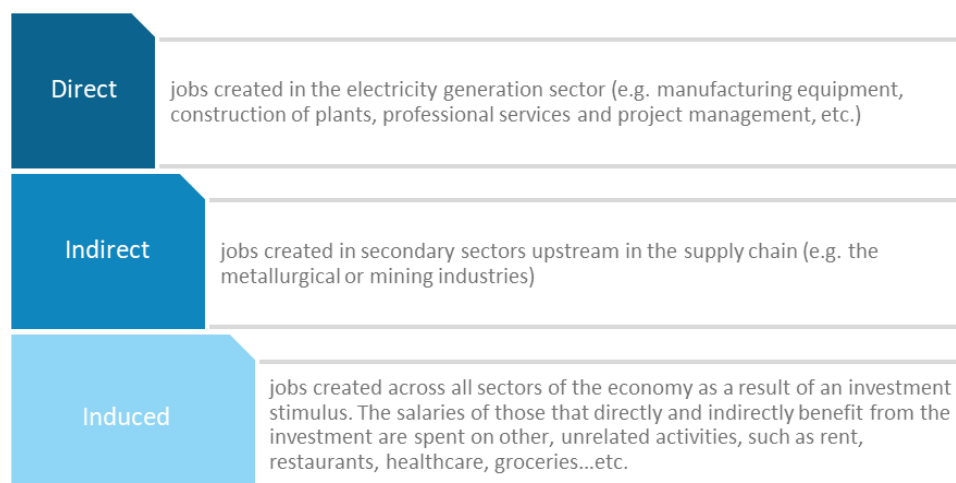 Direct
jobs created in the electricity generation sector (e.g. manufacturing equipment,
construction of plants, professional services and project management, etc.)
Indirect
jobs created in secondary sectors upstream in the supply chain (e.g. the
metallurgical or mining industries)
Induced
jobs created across all sectors of the economy as a result of an investment
stimulus. The salaries of those that directly and indirectly benefit from the
investment are spent on other, unrelated activities, such as rent,
restaurants, healthcare, groceries...etc.